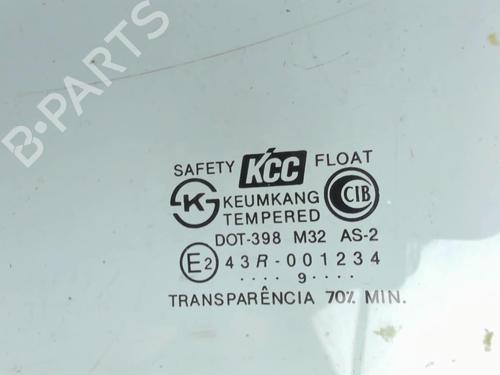 B-PARTS
SAFETY KCC FLOAT
K KEUMKANG CIB
TEMPERED
DOT-398 M32 AS-2
E2 43R-001234
.... 9 ....
TRANSPARÊNCIA 70% MIN.